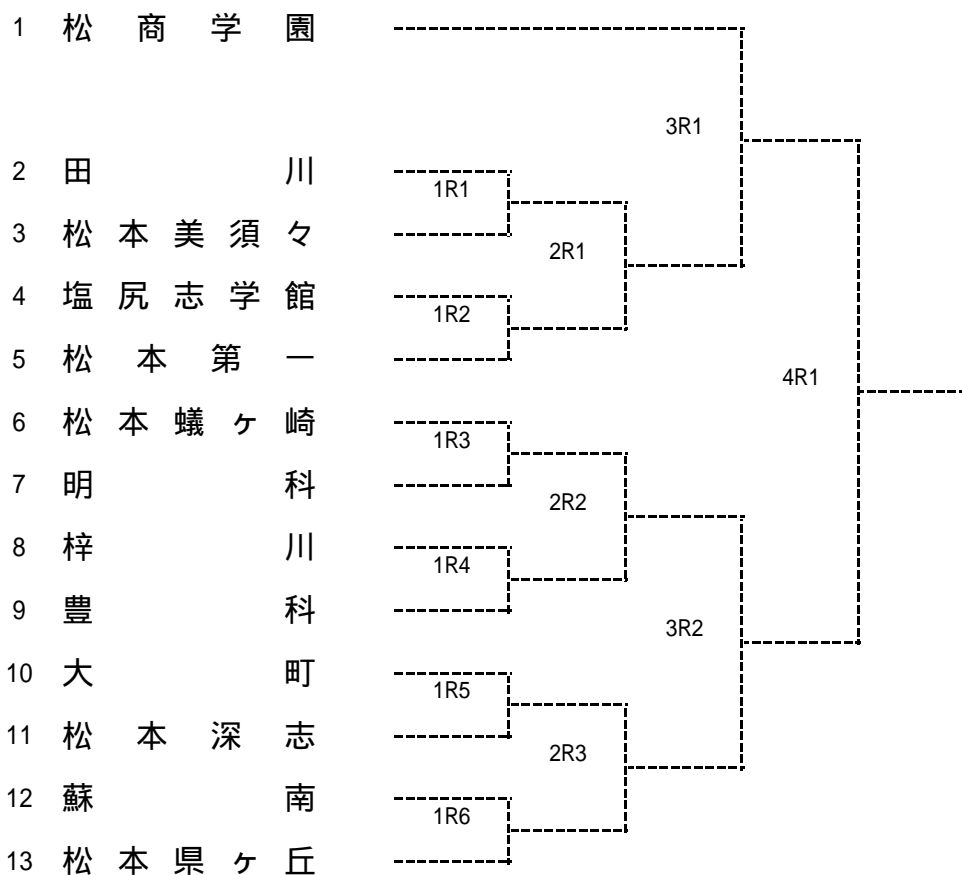 1 松商学園
3R1
2 田川
1R1
3 松本美須々
2R1
4 塩尻志学館
1R2
5 松本第一
4R1
6 松本蟻ヶ崎
1R3
7 明科
2R2
8 梓川
1R4
9 豊科
3R2
10 大町
1R5
11 松本深志
2R3
12 蘇南
1R6
13 松本県ヶ丘